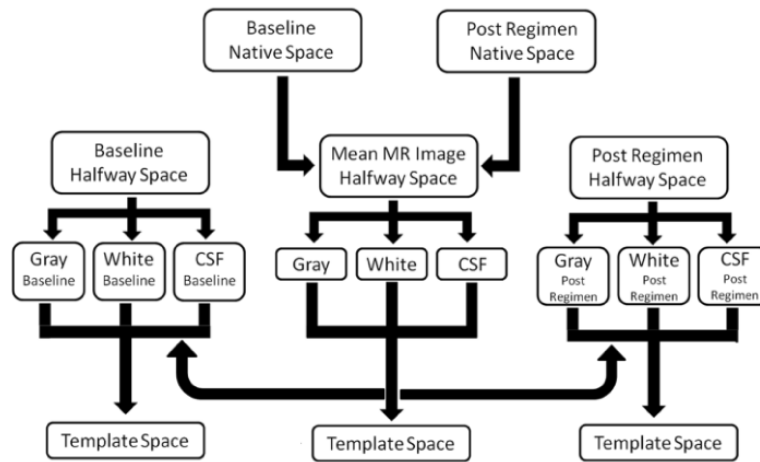 Baseline
Native Space
Post Regimen
Native Space
Baseline
Halfway Space
Mean MR Image
Halfway Space
Post Regimen
Halfway Space
Gray
Baseline
White
Baseline
CSF
Baseline
Gray
White
CSF
Gray
Post
Regimen
White
Post
Regimen
CSF
Post
Regimen
Template Space
Template Space
Template Space